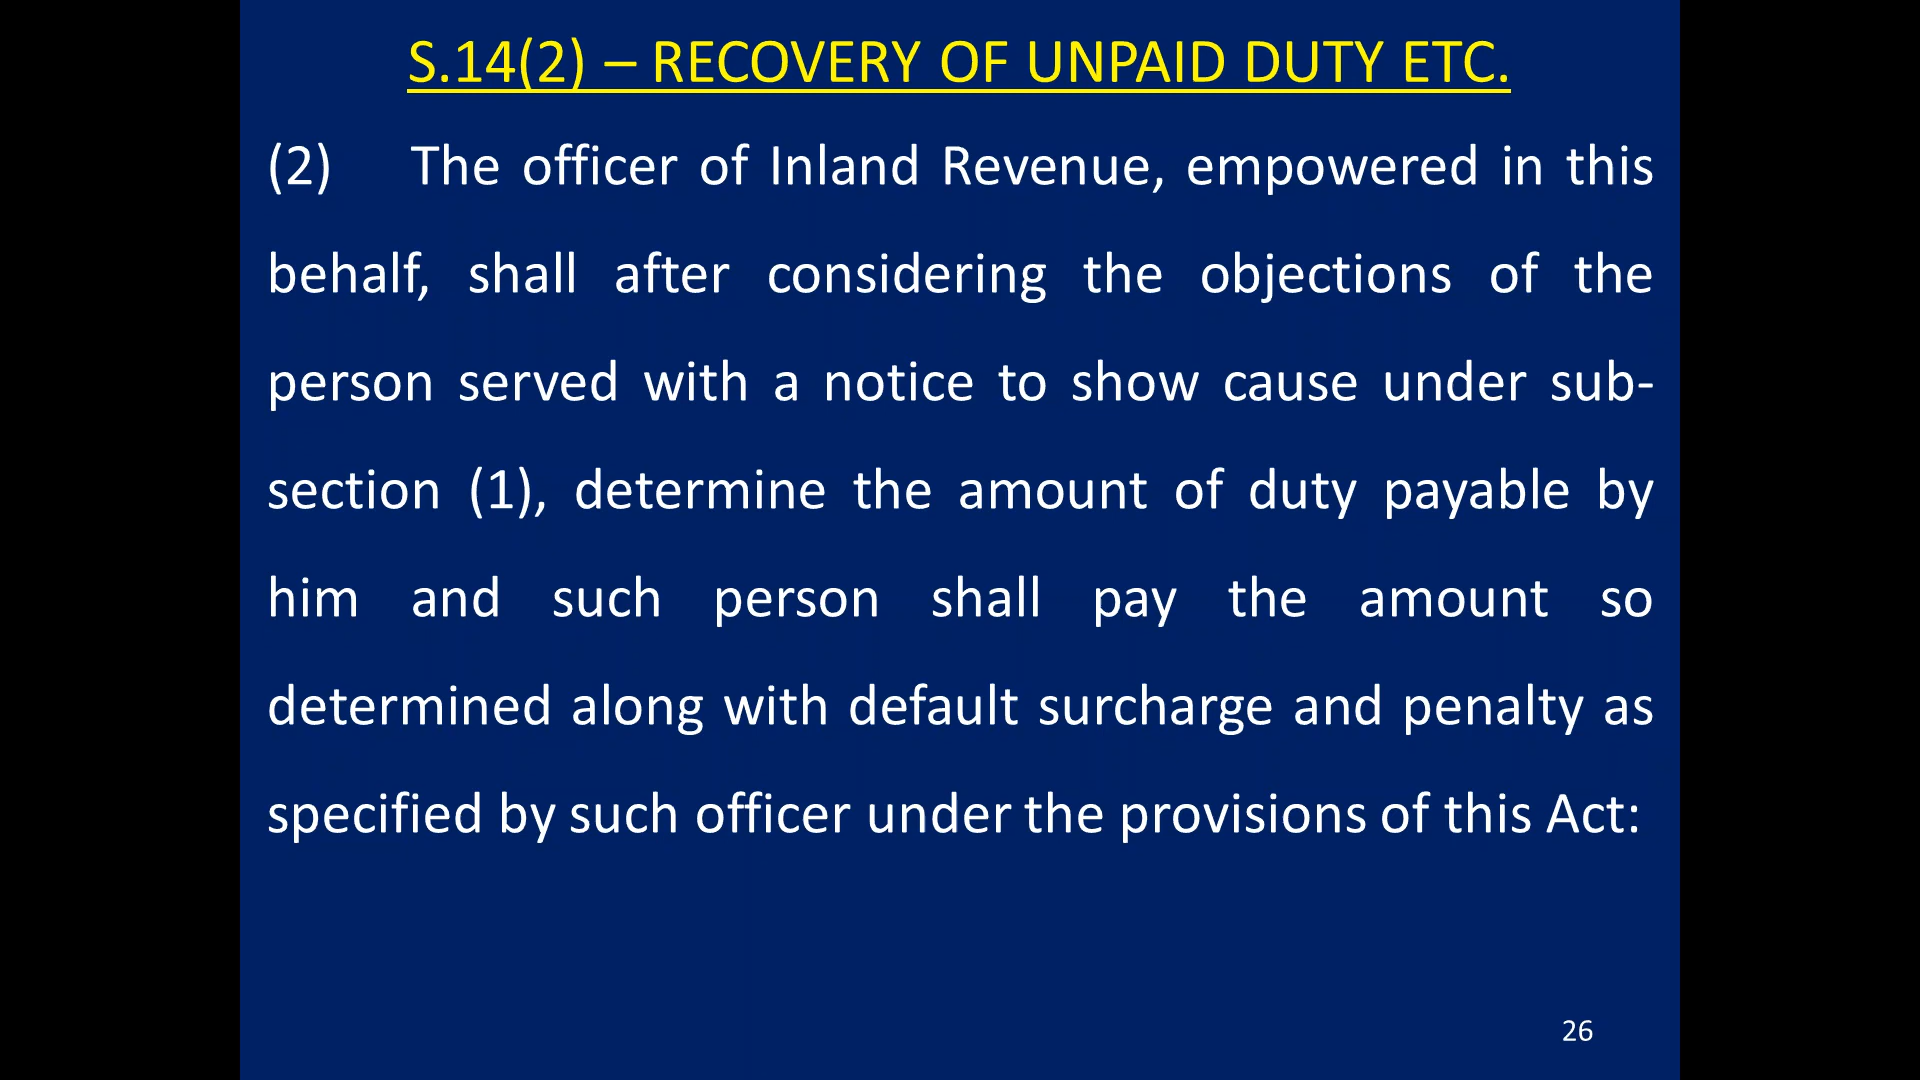 S.14(2) – RECOVERY OF UNPAID DUTY ETC.
(2) The officer of Inland Revenue, empowered in this
behalf, shall after considering the objections of the
person served with a notice to show cause under sub-
section (1), determine the amount of duty payable by
him and such person shall pay the amount so
determined along with default surcharge and penalty as
specified by such officer under the provisions of this Act:
26